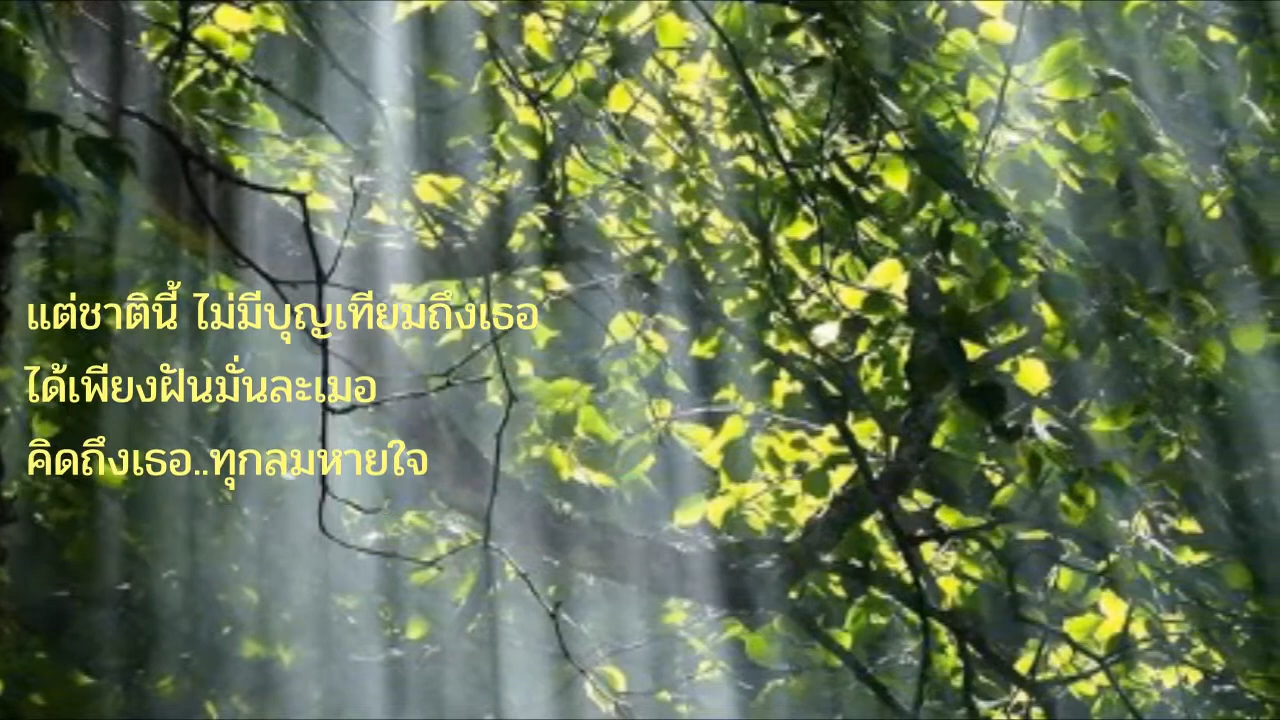 แต่ชาตินี้ ไม่มีบุญเทียมถึงเธอ
ได้เพียงฝันมั่นละเมอ
คิดถึงเธอ..ทุกลมหายใจ